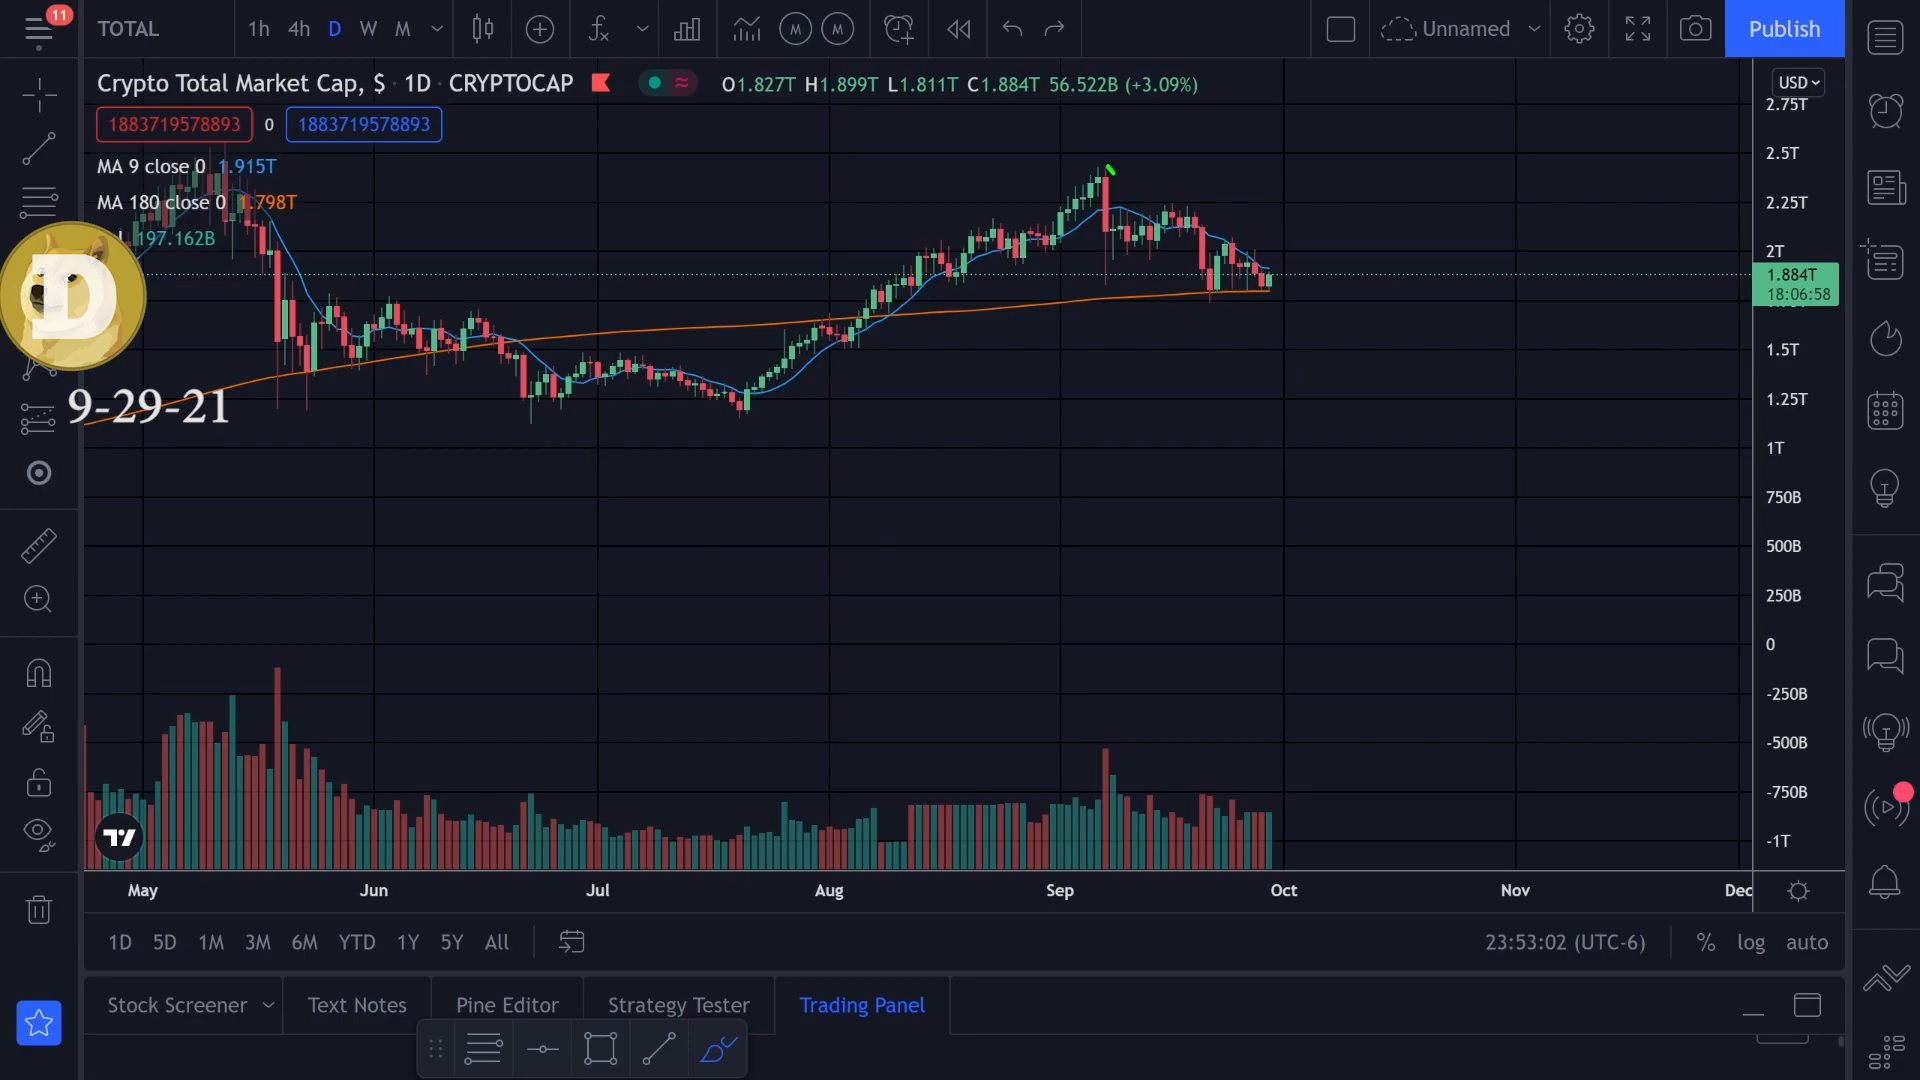 11
TOTAL 1h 4h D W M M M Unnamed Publish
Crypto Total Market Cap, $ · 1D · CRYPTOCAP O1.827T H1.899T L1.811T C1.884T 56.522B (+3.09%) USD
2.75T
1883719578893 0 1883719578893
2.5T
MA 9 close 0 1.915T
MA 180 close 0 1.798T
2.25T
197.162B
2T
1.884T
18:06:58
D
1.5T
1.25T
9-29-21
1T
750B
500B
250B
0
-250B
-500B
-750B
-1T
May Jun Jul Aug Sep Oct Nov Dec
1D 5D 1M 3M 6M YTD 1Y 5Y All 23:53:02 (UTC-6) % log auto
Stock Screener Text Notes Pine Editor Strategy Tester Trading Panel